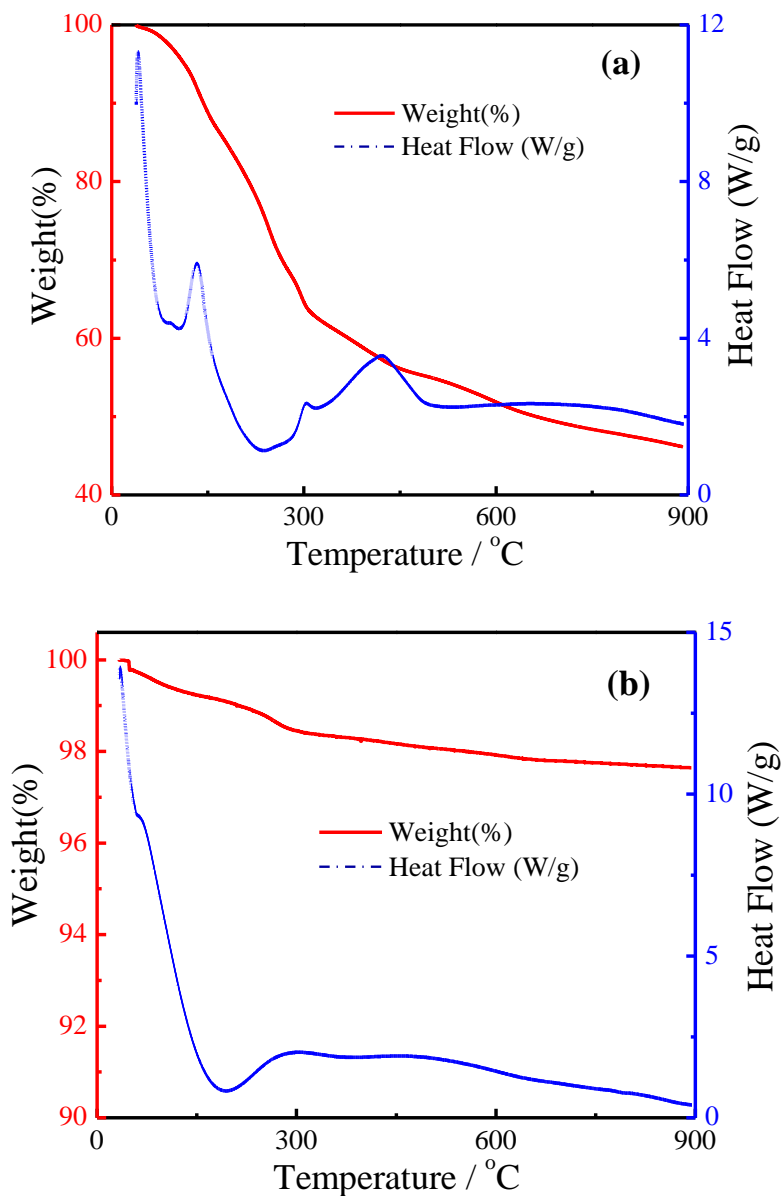 100
80
60
40
Weight(%)
(a)
Weight(%)
Heat Flow (W/g)
12
8
4
0
Heat Flow (W/g)
0
300
600
900
Temperature / °C
100
98
96
94
92
90
Weight(%)
(b)
Weight(%)
Heat Flow (W/g)
15
10
5
0
Heat Flow (W/g)
0
300
600
900
Temperature / °C